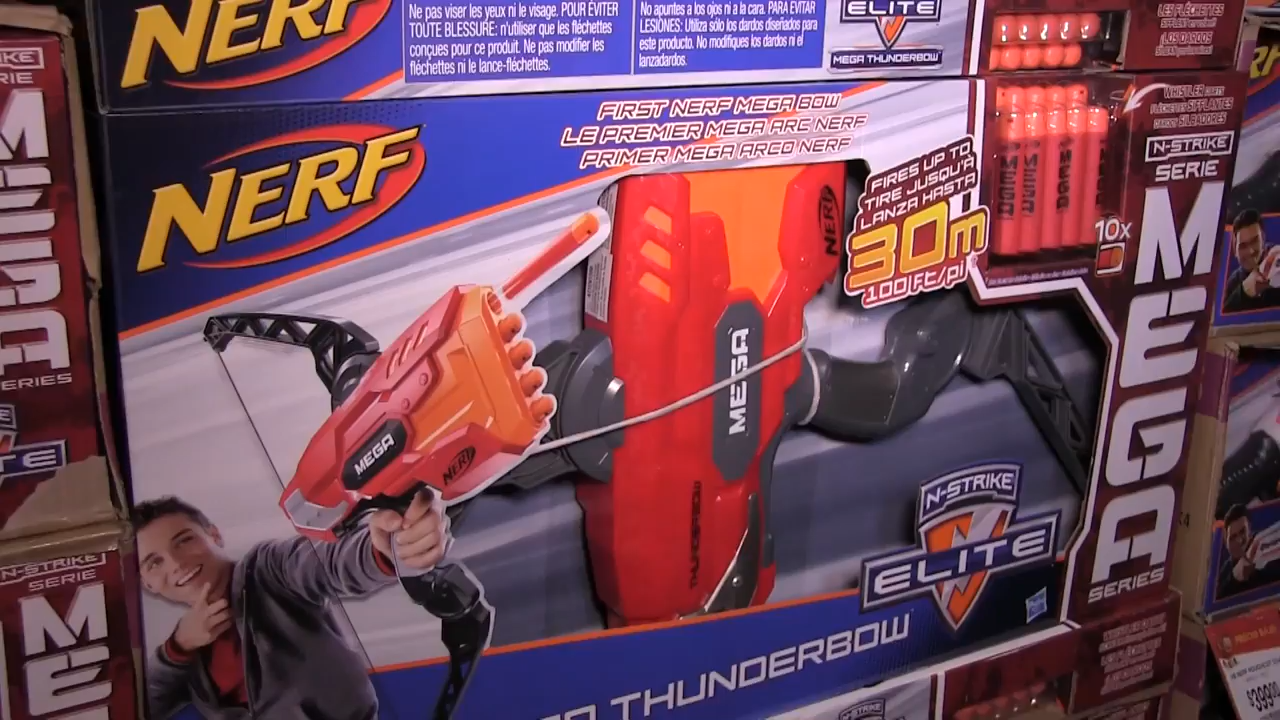 NERF
Ne pas viser les yeux ni le visage. POUR ÉVITER
TOUTE BLESSURE: n'utiliser que les fléchettes
conçues pour ce produit. Ne pas modifier les
fléchettes ni le lance-fléchettes.
No apuntes a los ojos ni a la cara. PARA EVITAR
LESIONES: Utiliza sólo los dardos diseñados para
este producto. No modifiques los dardos ni el
lanzadardos.
ELITE
MEGA THUNDERBOW
LES FLÉCHETTES
NERF
FIRST NERF MEGA BOW
LE PREMIER MEGA ARC NERF
PRIMER MEGA ARCO NERF
FIRES UP TO
TIRE JUSQU'À
LANZA HASTA
30m
100 ft/pi
MEGA
10x
WHISTLER DARTS
FLÉCHETTES SIFFLANTES
DARDOS SILBADORES
N-STRIKE
SERIE
MEGA
SERIES
NERF
MEGA
THUNDERBOW
MEGA
NERF
N-STRIKE
ELITE
THUNDERBOW
Hasbro
SERIES
N-STRIKE
SERIE
N-STRIKE